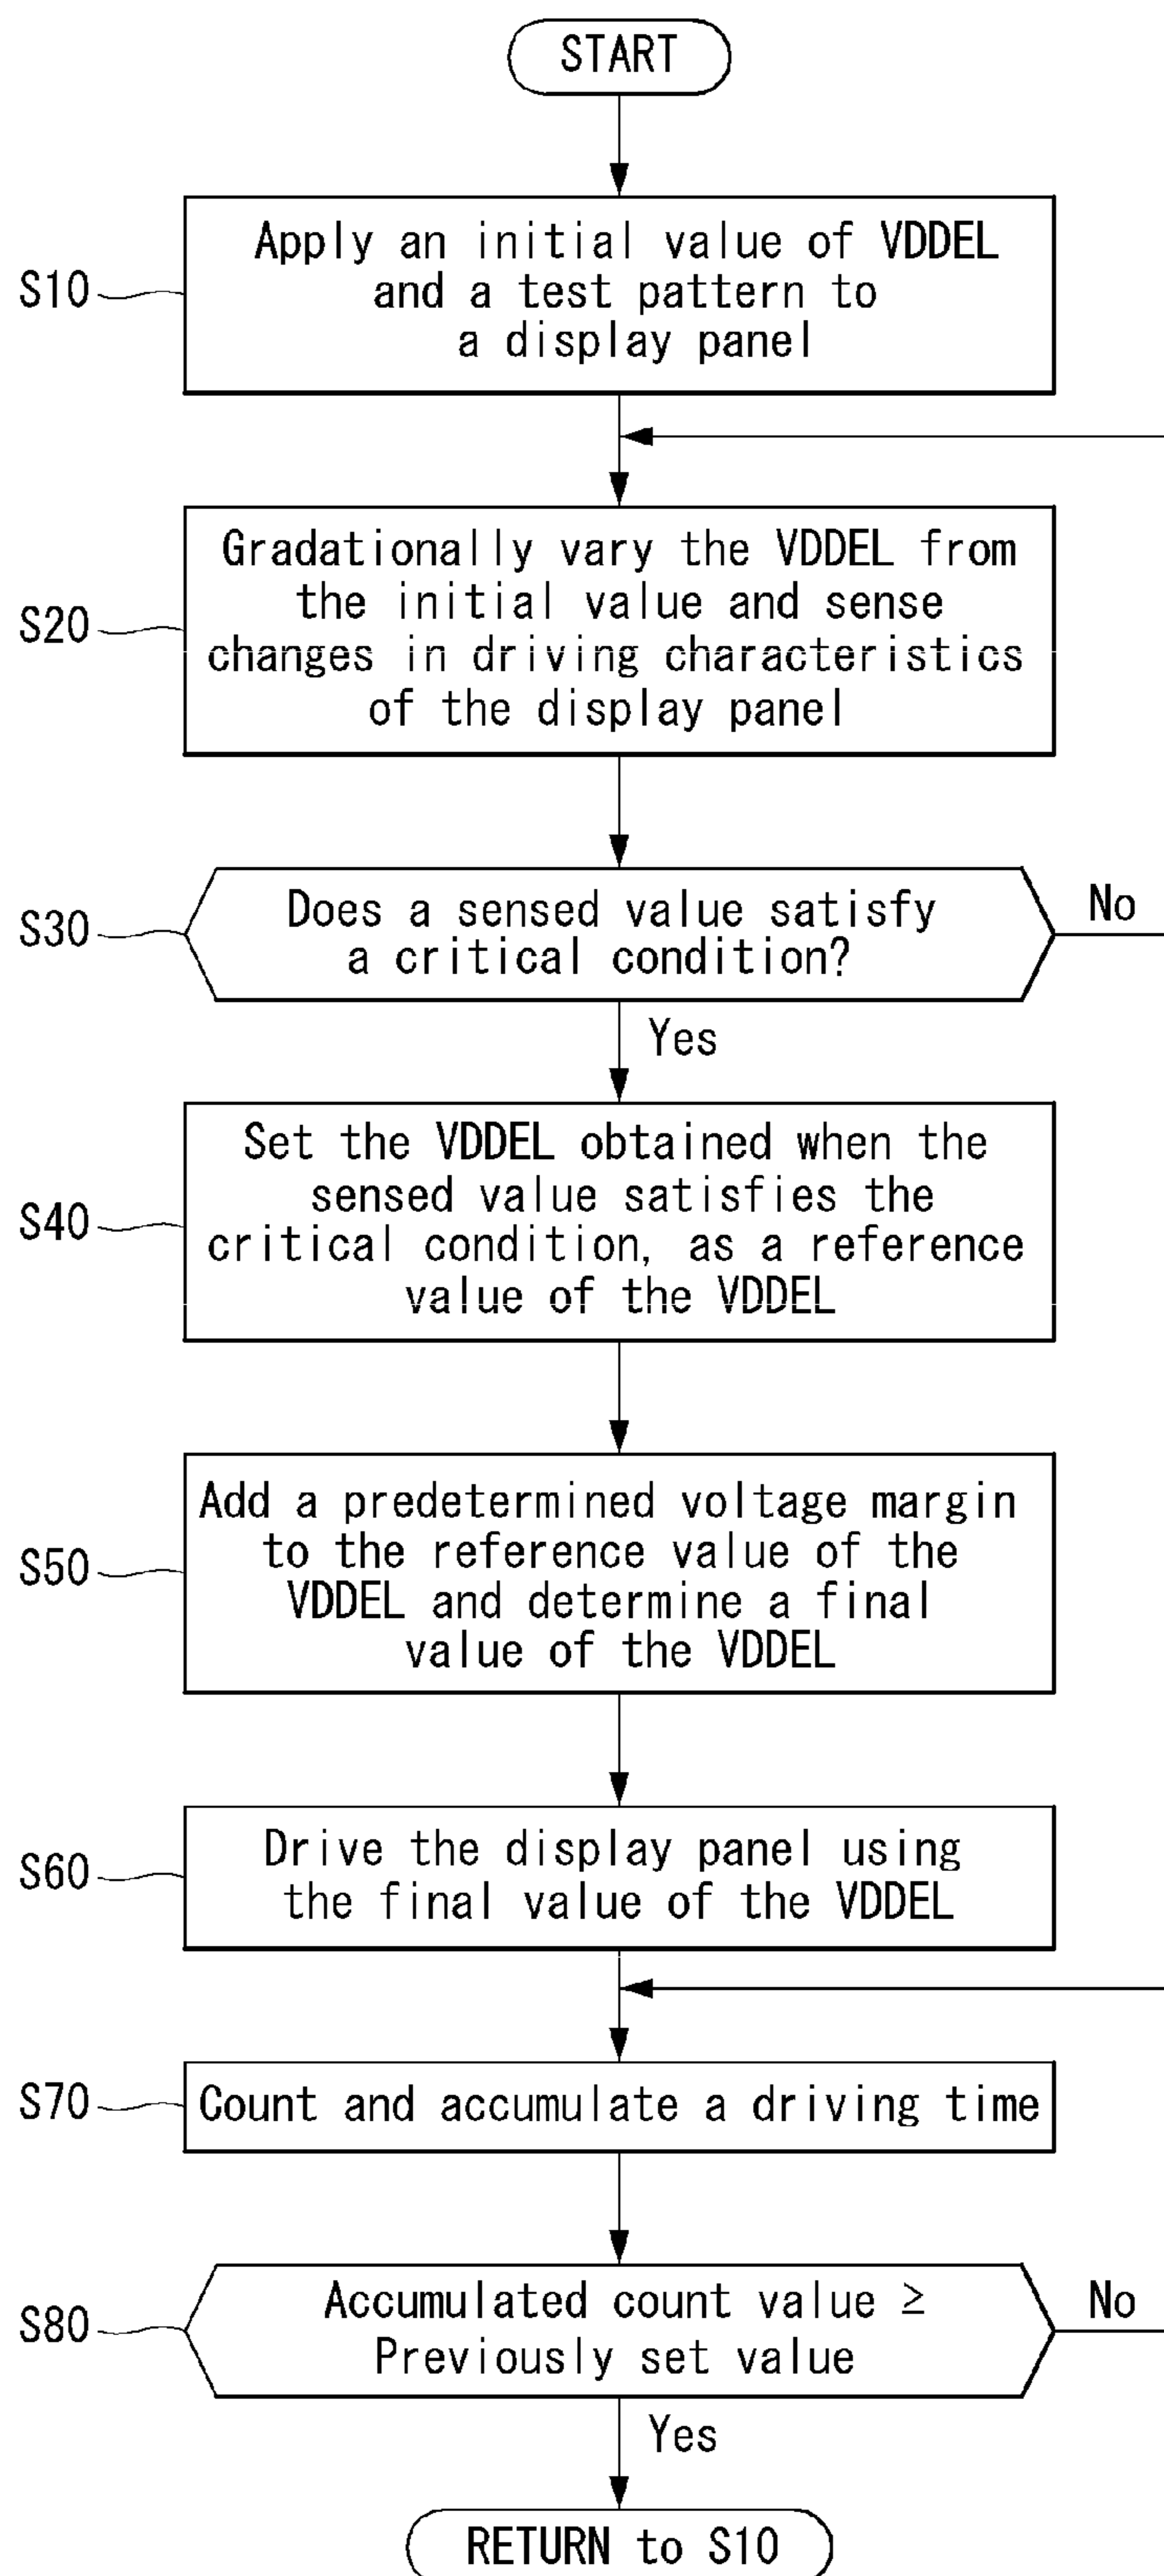 START
S10
Apply an initial value of VDDEL
and a test pattern to
a display panel
S20
Gradationally vary the VDDEL from
the initial value and sense
changes in driving characteristics
of the display panel
S30
Does a sensed value satisfy
a critical condition?
No
Yes
S40
Set the VDDEL obtained when the
sensed value satisfies the
critical condition, as a reference
value of the VDDEL
S50
Add a predetermined voltage margin
to the reference value of the
VDDEL and determine a final
value of the VDDEL
S60
Drive the display panel using
the final value of the VDDEL
S70
Count and accumulate a driving time
S80
Accumulated count value ≥
Previously set value
No
Yes
RETURN to S10